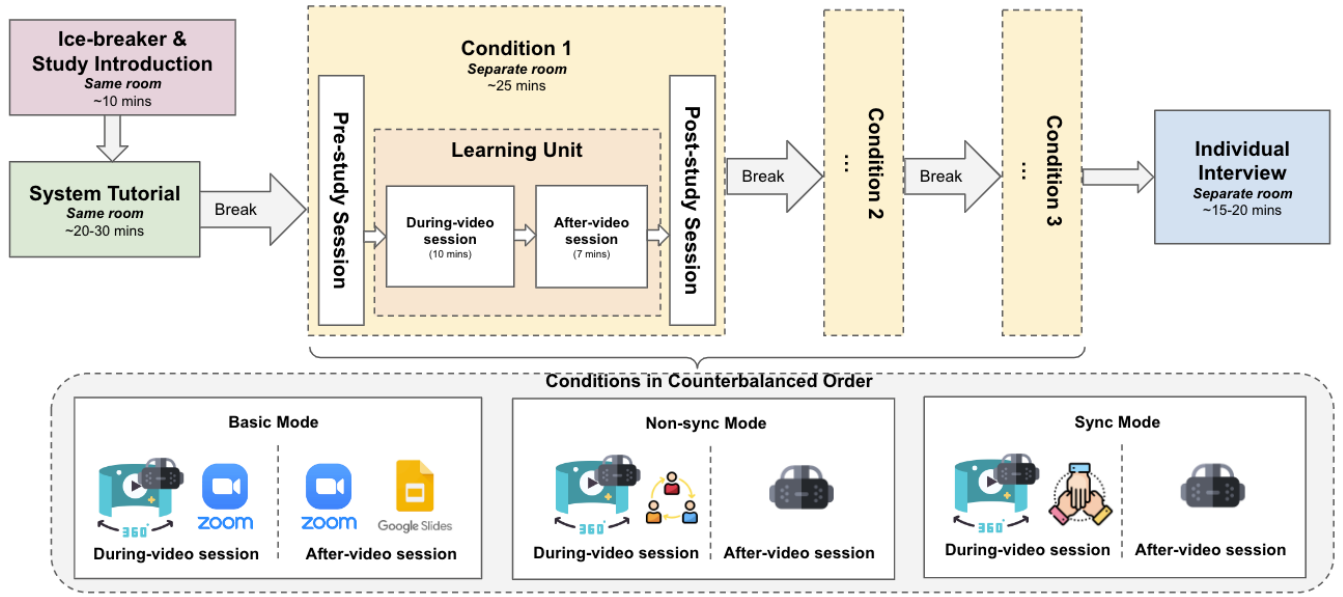 Ice-breaker &
Study Introduction
Same room
~10 mins
System Tutorial
Same room
~20-30 mins
Break
Condition 1
Separate room
~25 mins
Pre-study Session
Learning Unit
During-video
session
(10 mins)
After-video
session
(7 mins)
Post-study Session
Break
Condition 2
...
Break
Condition 3
...
Individual
Interview
Separate room
~15-20 mins
Conditions in Counterbalanced Order
Basic Mode
360°
zoom
During-video session
zoom
Google Slides
After-video session
Non-sync Mode
360°
During-video session
After-video session
Sync Mode
360°
During-video session
After-video session